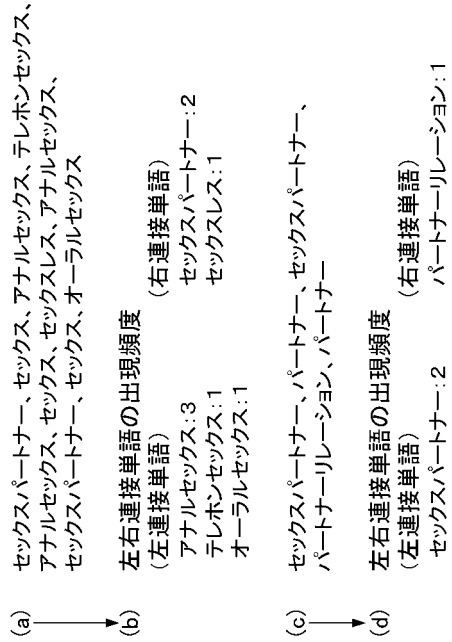 (a) セックスパートナー、セックス、アナルセックス、テレホンセックス、
アナルセックス、セックス、セックスレス、アナルセックス、
セックスパートナー、セックス、オーラルセックス
(b) 左右連接単語の出現頻度
(左連接単語) (右連接単語)
アナルセックス:3 セックスパートナー:2
テレホンセックス:1 セックスレス:1
オーラルセックス:1
(c) セックスパートナー、パートナー、セックスパートナー、
パートナーリレーション、パートナー
(d) 左右連接単語の出現頻度
(左連接単語) (右連接単語)
セックスパートナー:2 パートナーリレーション:1